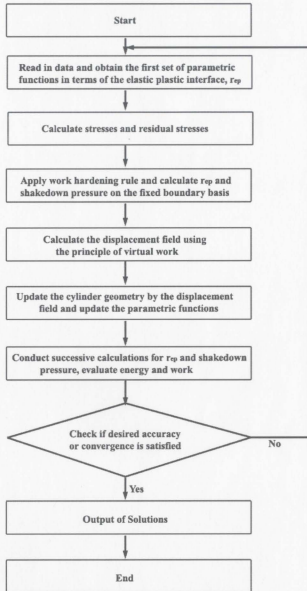 Start
Read in data and obtain the first set of parametric
functions in terms of the elastic plastic interface, rep
Calculate stresses and residual stresses
Apply work hardening rule and calculate rep and
shakedown pressure on the fixed boundary basis
Calculate the displacement field using
the principle of virtual work
Update the cylinder geometry by the displacement
field and update the parametric functions
Conduct successive calculations for rep and shakedown
pressure, evaluate energy and work
Check if desired accuracy
or convergence is satisfied
No
Yes
Output of Solutions
End